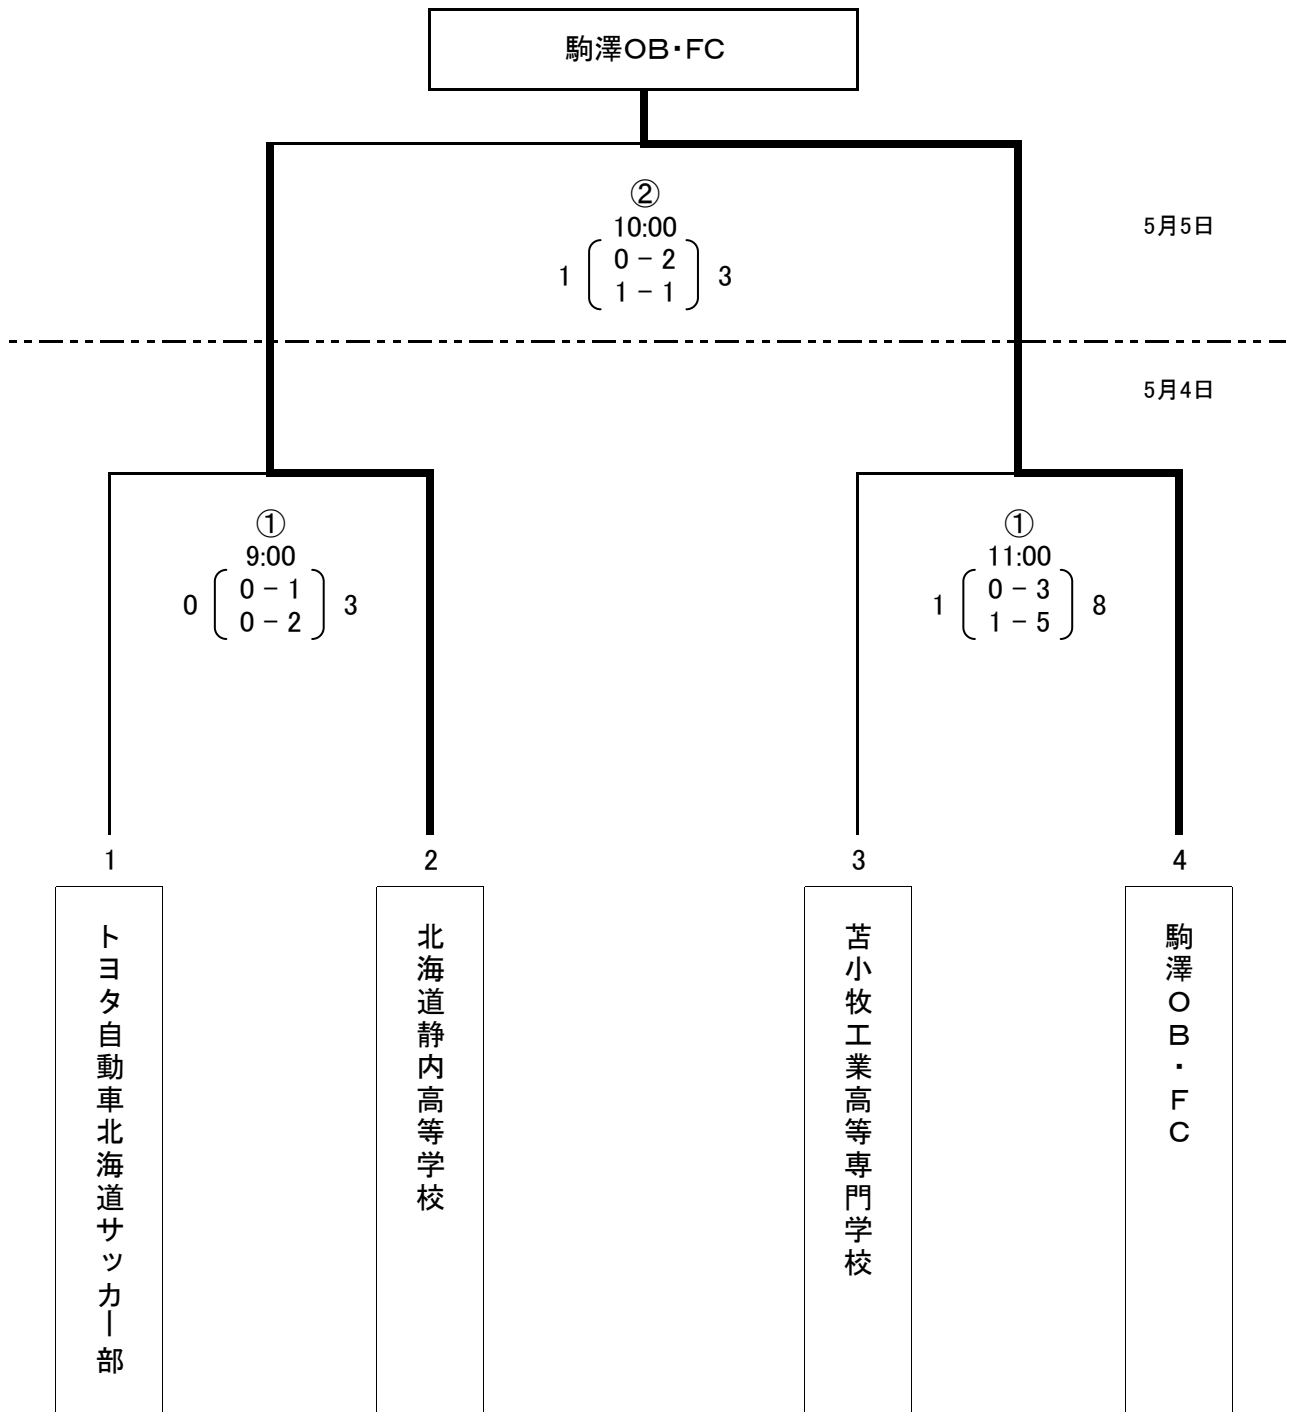 駒澤OB・FC
②
10:00
5月5日
1 0 - 2 3
1 - 1
5月4日
①
9:00
0 0 - 1 3
0 - 2
①
11:00
1 0 - 3 8
1 - 5
1
2
3
4
トヨタ自動車北海道サッカー部
北海道静内高等学校
苫小牧工業高等専門学校
駒澤OB・FC